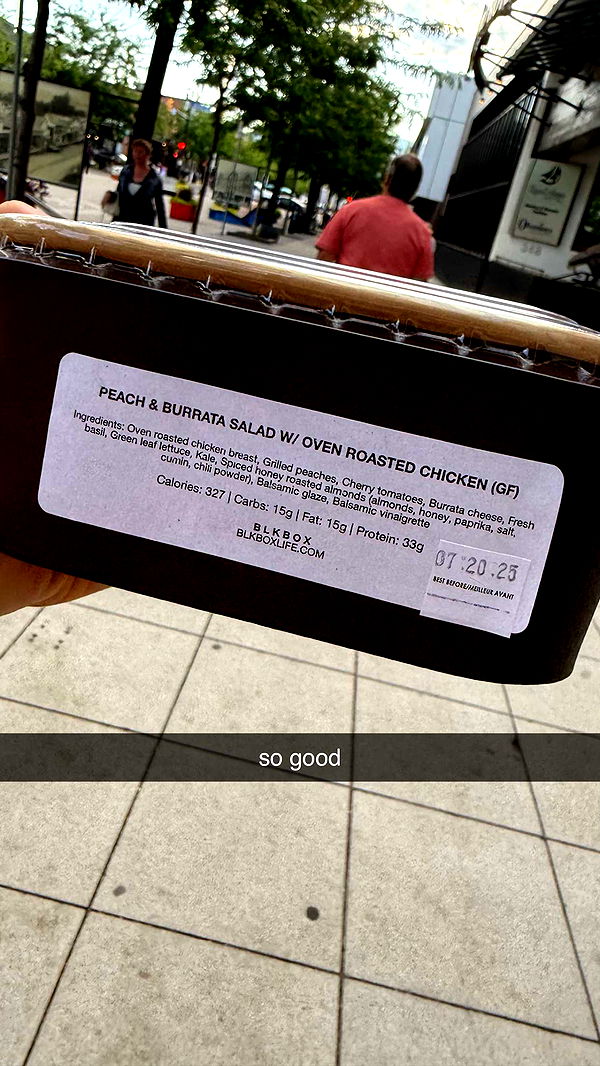 PEACH & BURRATA SALAD W/ OVEN ROASTED CHICKEN (GF)
Ingredients: Oven roasted chicken breast, Grilled peaches, Cherry tomatoes, Burrata cheese, Fresh
basil, Green leaf lettuce, Kale, Spiced honey roasted almonds (almonds, honey, paprika, salt,
cumin, chili powder), Balsamic glaze, Balsamic vinaigrette
Calories: 327 | Carbs: 15g | Fat: 15g | Protein: 33g
BLKBOX
BLKBOXLIFE.COM
07.20.25
BEST BEFORE/MEILLEUR AVANT
so good